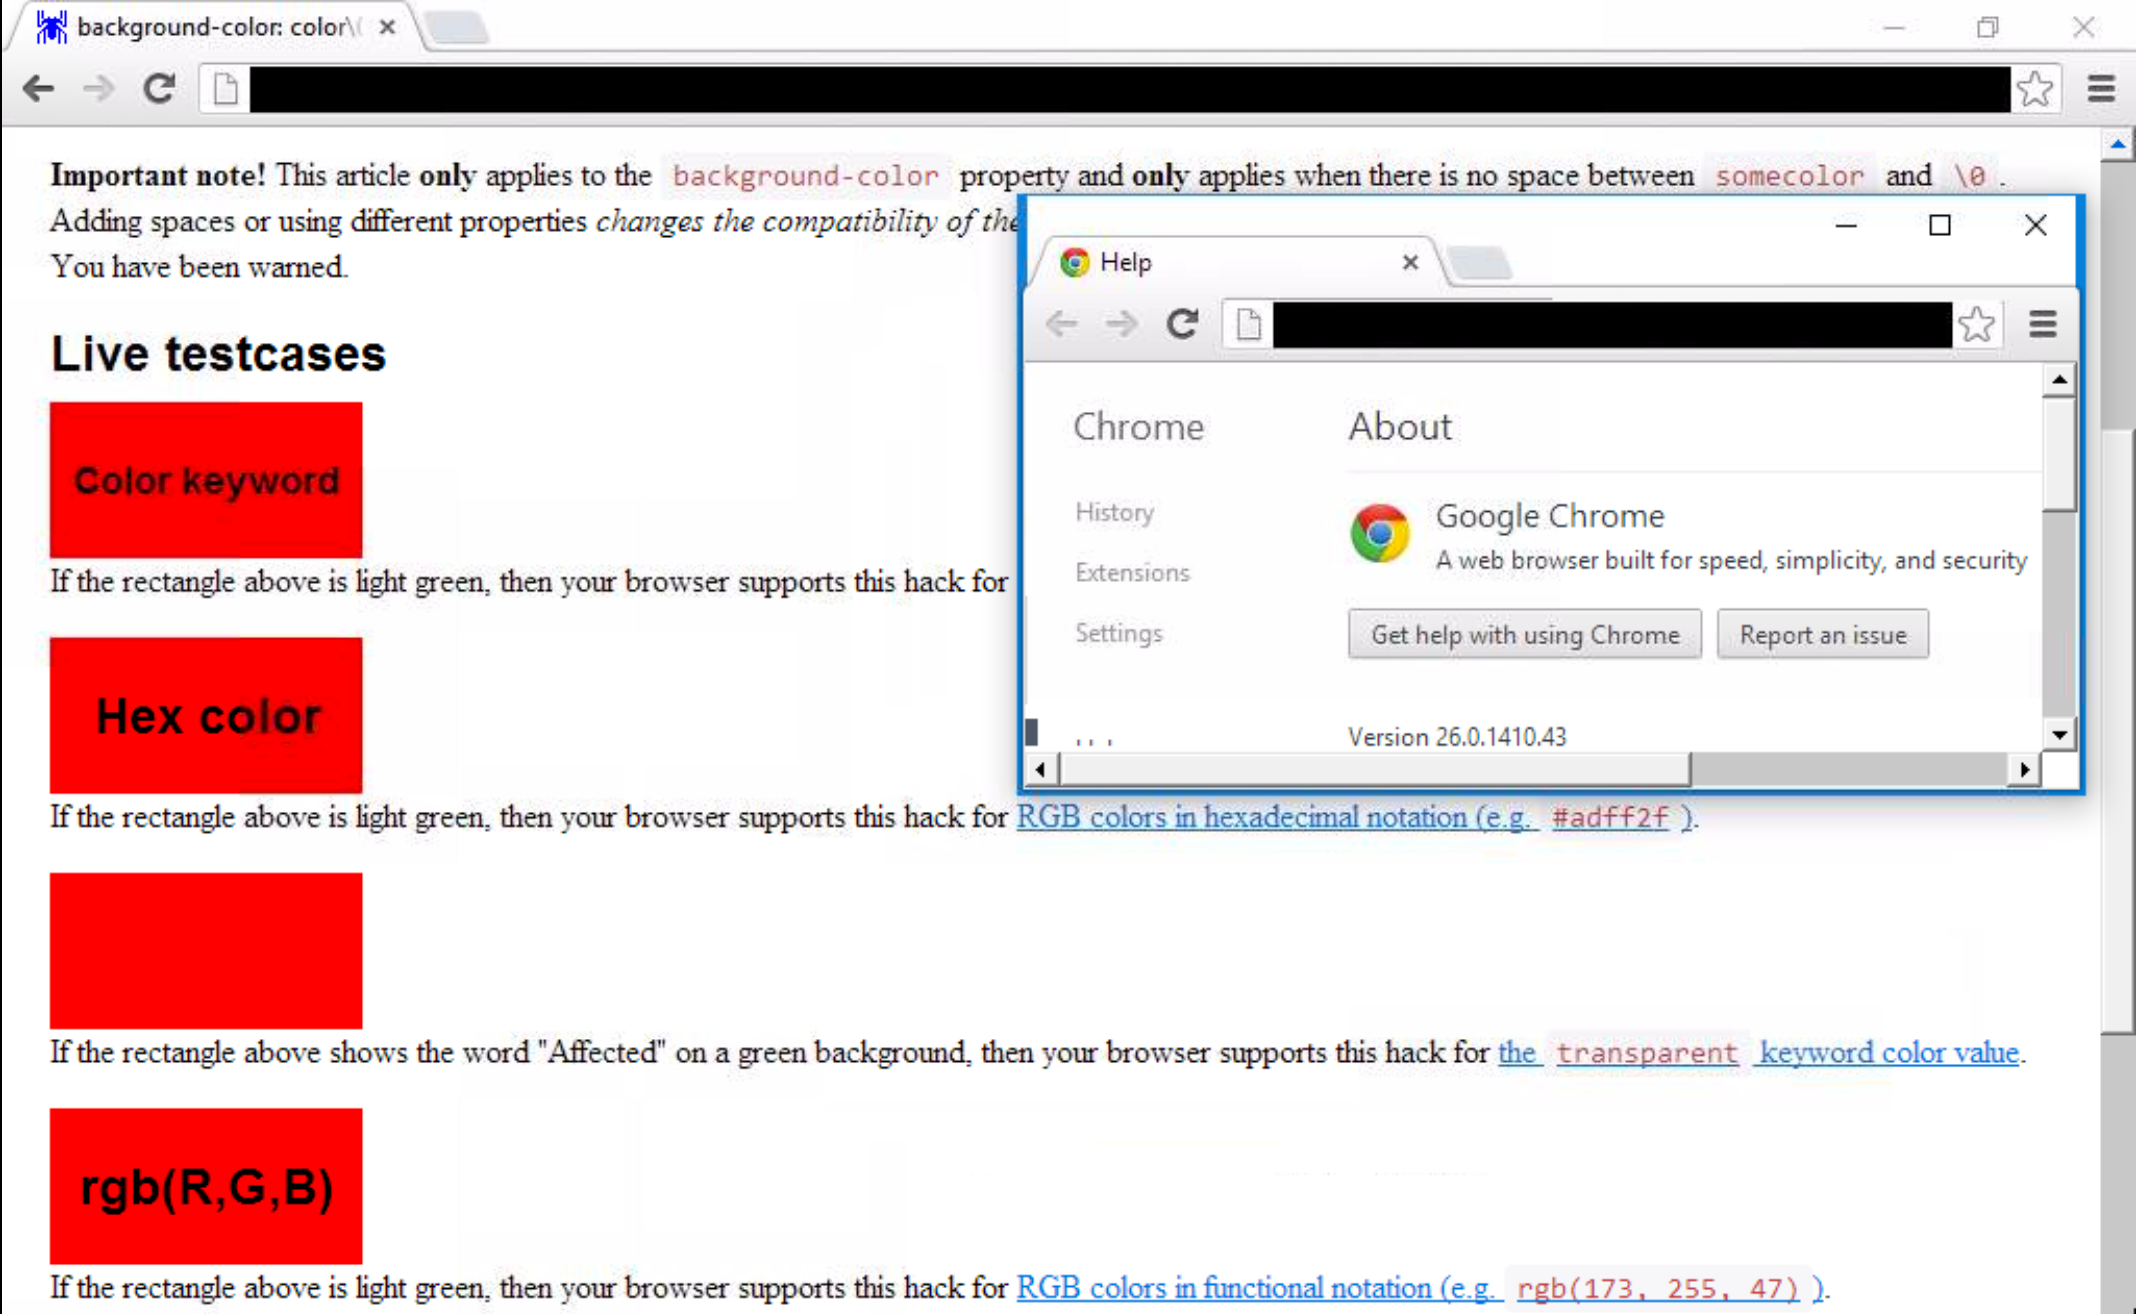 background-color: color\(
Important note! This article only applies to the background-color property and only applies when there is no space between somecolor and \0 .
Adding spaces or using different properties changes the compatibility of the
You have been warned.
Live testcases
Color keyword
If the rectangle above is light green, then your browser supports this hack for
Hex color
If the rectangle above is light green, then your browser supports this hack for RGB colors in hexadecimal notation (e.g. #adff2f ).
If the rectangle above shows the word "Affected" on a green background, then your browser supports this hack for the transparent keyword color value.
rgb(R,G,B)
If the rectangle above is light green, then your browser supports this hack for RGB colors in functional notation (e.g. rgb(173, 255, 47) ).
Help
Chrome
History
Extensions
Settings
About
Google Chrome
A web browser built for speed, simplicity, and security
Get help with using Chrome
Report an issue
Version 26.0.1410.43